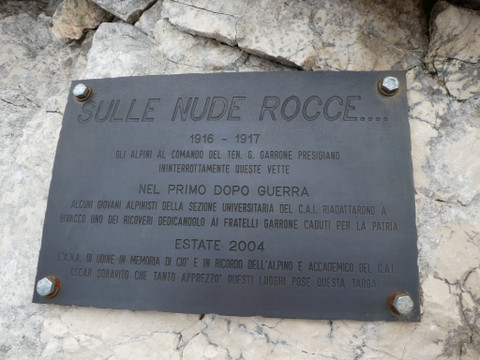 SULLE NUDE ROCCE....
1916 - 1917
GLI ALPINI AL COMANDO DEL TEN. G. GARRONE PRESIDIANO
ININTERROTTAMENTE QUESTE VETTE
NEL PRIMO DOPO GUERRA
ALCUNI GIOVANI ALPINISTI DELLA SEZIONE UNIVERSITARIA DEL C.A.I. RIADATTARONO A
BIVACCO UNO DEI RICOVERI DEDICANDOLO AI FRATELLI GARRONE CADUTI PER LA PATRIA
ESTATE 2004
L'A.N.A. DI UDINE IN MEMORIA DI CIO' E IN RICORDO DELL'ALPINO E ACCADEMICO DEL C.A.I.
OSCAR SORAVITO CHE TANTO APPREZZO' QUESTI LUOGHI POSE QUESTA TARGA